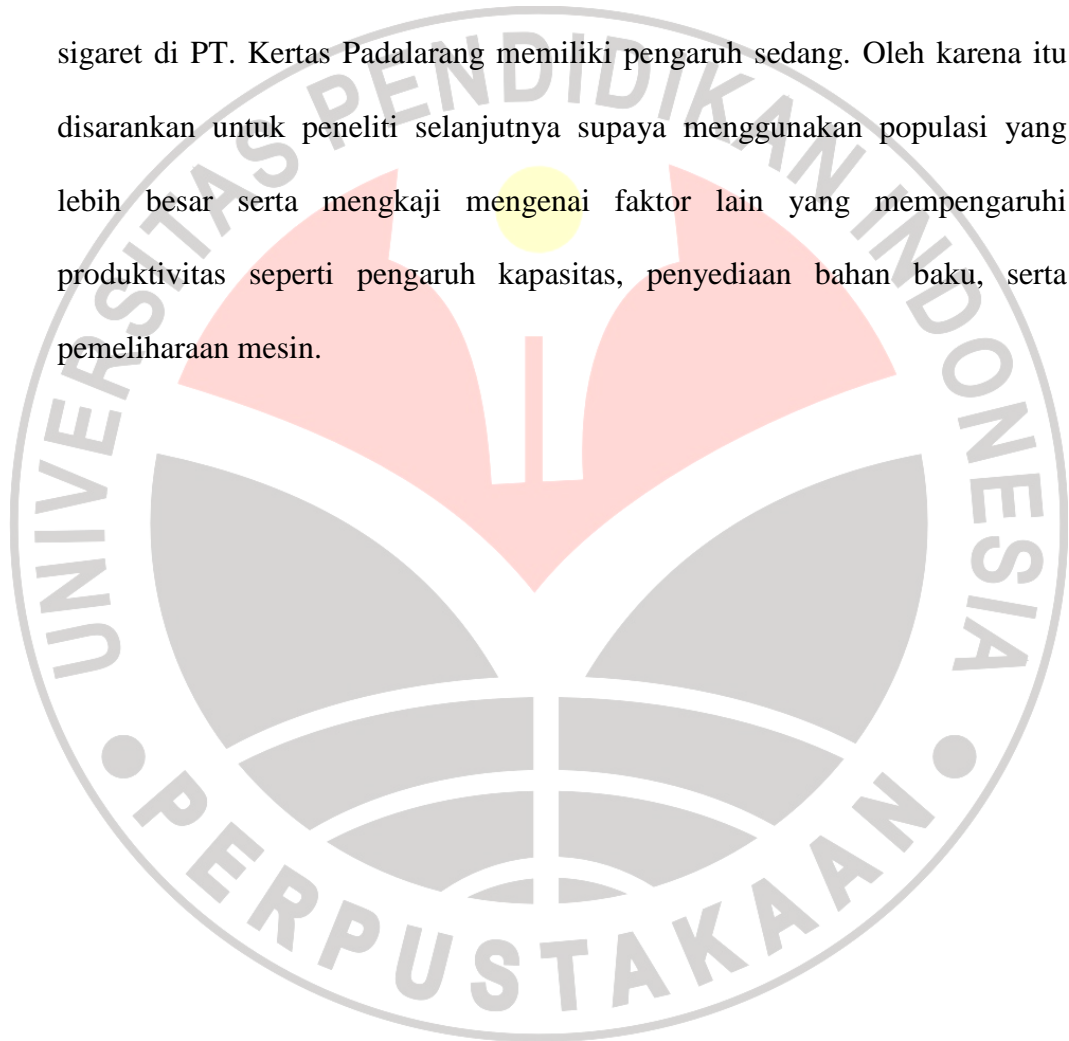 sigaret di PT. Kertas Padalarang memiliki pengaruh sedang. Oleh karena itu
disarankan untuk peneliti selanjutnya supaya menggunakan populasi yang
lebih besar serta mengkaji mengenai faktor lain yang mempengaruhi
produktivitas seperti pengaruh kapasitas, penyediaan bahan baku, serta
pemeliharaan mesin.
UNIVERSITAS PENDIDIKAN INDONESIA
PERPUSTAKAAN